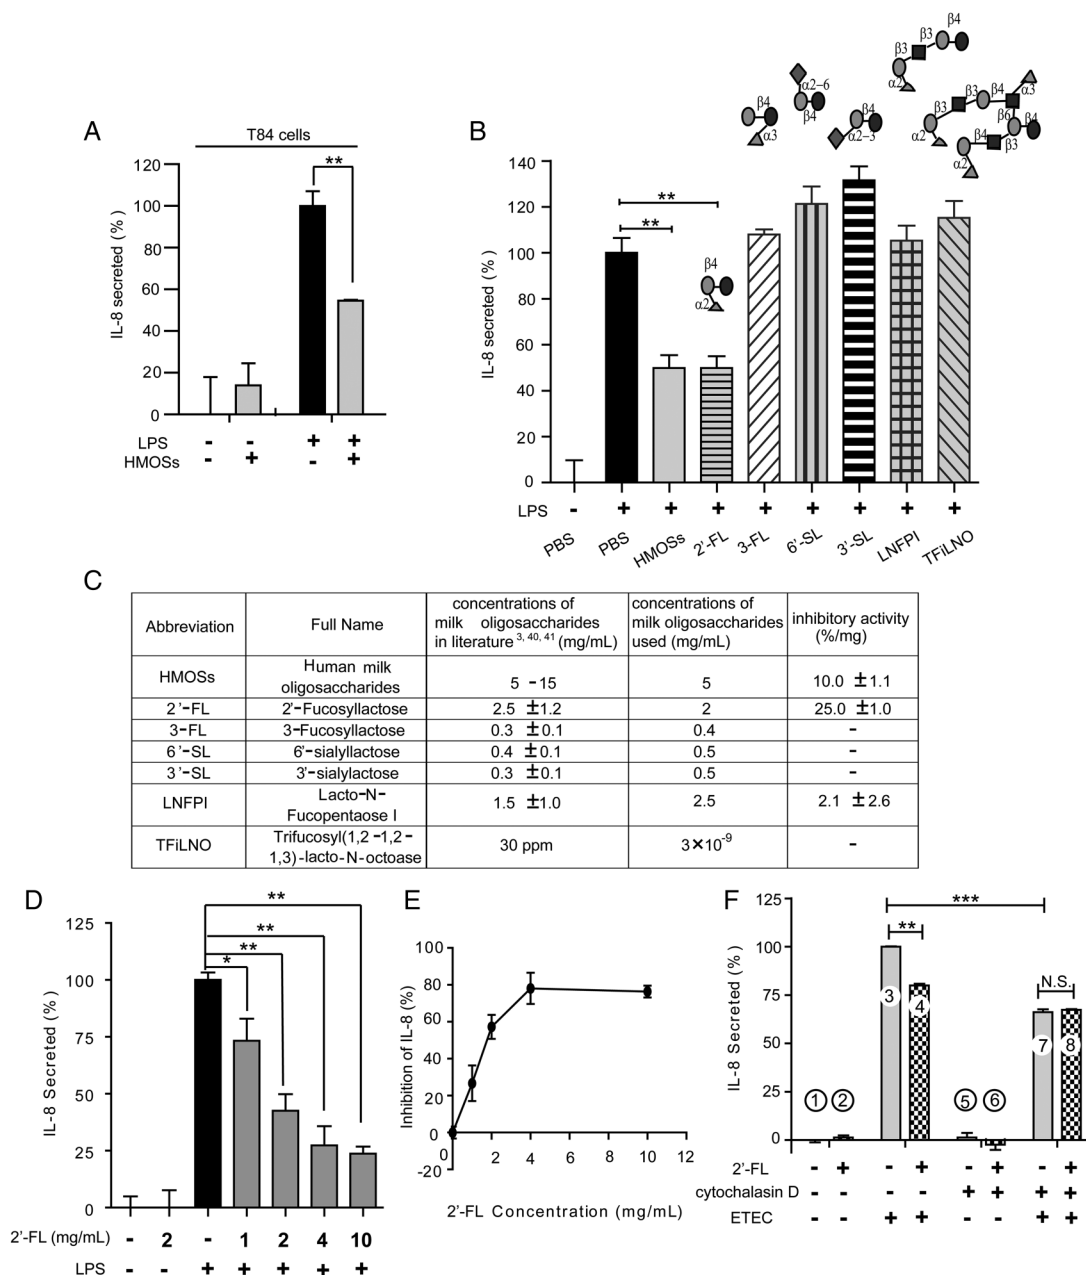 A
T84 cells
**
IL-8 secreted (%)
120
100
80
60
40
20
0
LPS - - + +
HMOSs - + - +
B
β4
α3
α2-6
β4
β4
α2-3
β3 β3 β4
α2
β3 β3 β4 α3
α2 β6 β4
β4 β3
α2
**
**
β4
α2
IL-8 secreted (%)
140
120
100
80
60
40
20
0
LPS - + + + + + + + +
PBS PBS HMOSs 2'-FL 3-FL 6'-SL 3'-SL LNFPI TFiLNO
C
Abbreviation
Full Name
concentrations of
milk oligosaccharides
in literature 3, 40, 41 (mg/mL)
concentrations of
milk oligosaccharides
used (mg/mL)
inhibitory activity
(%/mg)
HMOSs
Human milk
oligosaccharides
5 -15
5
10.0 ±1.1
2'-FL 2'-Fucosyllactose 2.5 ±1.2 2 25.0 ±1.0
3-FL 3-Fucosyllactose 0.3 ±0.1 0.4 -
6'-SL 6'-sialyllactose 0.4 ±0.1 0.5 -
3'-SL 3'-sialylactose 0.3 ±0.1 0.5 -
LNFPI
Lacto-N-
Fucopentaose I
1.5 ±1.0
2.5
2.1 ±2.6
TFiLNO
Trifucosyl(1,2-1,2-
1,3)-lacto-N-octoase
30 ppm
3×10-9
-
D
**
**
**
*
IL-8 Secreted (%)
125
100
75
50
25
0
2'-FL (mg/mL) - 2 - 1 2 4 10
LPS + + + + +
E
Inhibition of IL-8 (%)
100
80
60
40
20
0
-20
0 2 4 6 8 10 12
2'-FL Concentration (mg/mL)
F
***
**
N.S.
IL-8 Secreted (%)
125
100
75
50
25
0
1 2 3 4 5 6 7 8
2'-FL - + - + - + - +
cytochalasin D - - - - + + + +
ETEC - - + + - - + +